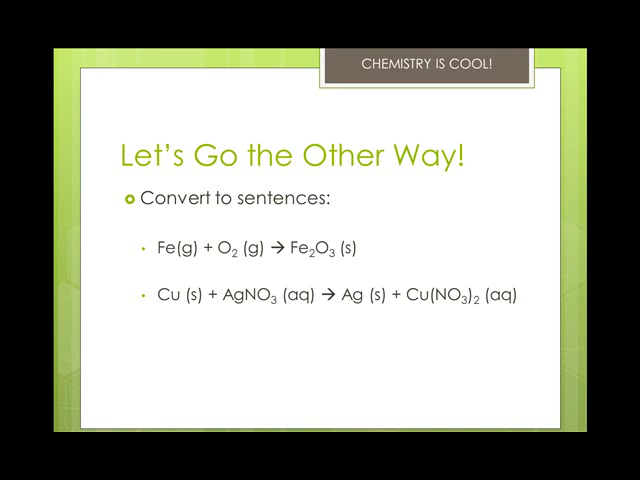 CHEMISTRY IS COOL!
Let's Go the Other Way!
Convert to sentences:
Fe(g) + O₂ (g) → Fe₂O₃ (s)
Cu (s) + AgNO₃ (aq) → Ag (s) + Cu(NO₃)₂ (aq)